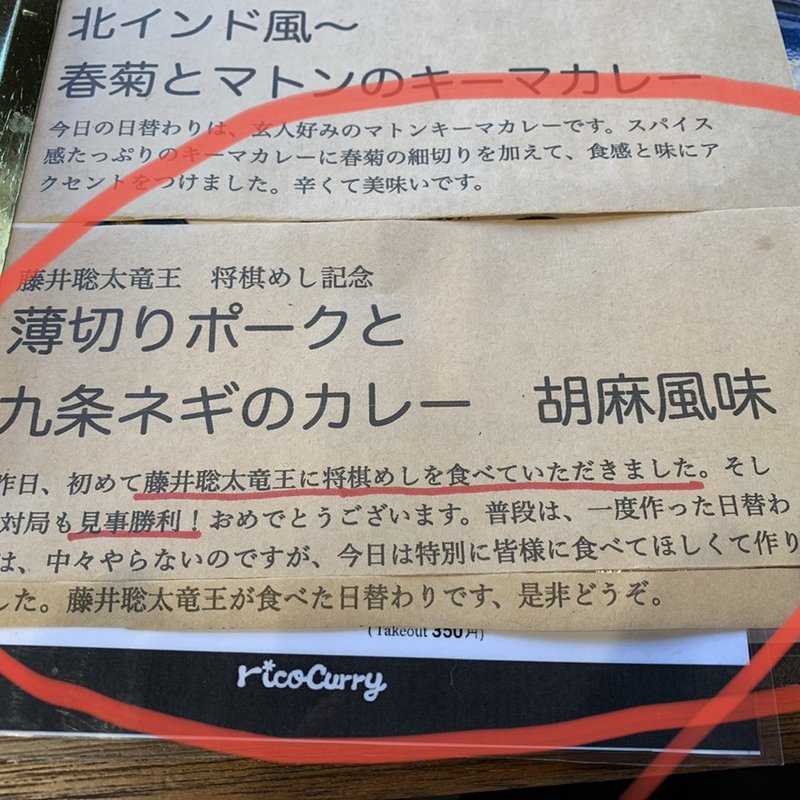 北インド風～
春菊とマトンのキーマカレー
今日の日替わりは、玄人好みのマトンキーマカレーです。スパイス
感たっぷりのキーマカレーに春菊の細切りを加えて、食感と味にア
クセントをつけました。辛くて美味いです。
藤井聡太竜王　将棋めし記念
薄切りポークと
九条ネギのカレー　胡麻風味
昨日、初めて藤井聡太竜王に将棋めしを食べていただきました。そし
対局も見事勝利！おめでとうございます。普段は、一度作った日替わ
は、中々やらないのですが、今日は特別に皆様に食べてほしくて作り
した。藤井聡太竜王が食べた日替わりです、是非どうぞ。
(Takeout 350円)
ricoCurry